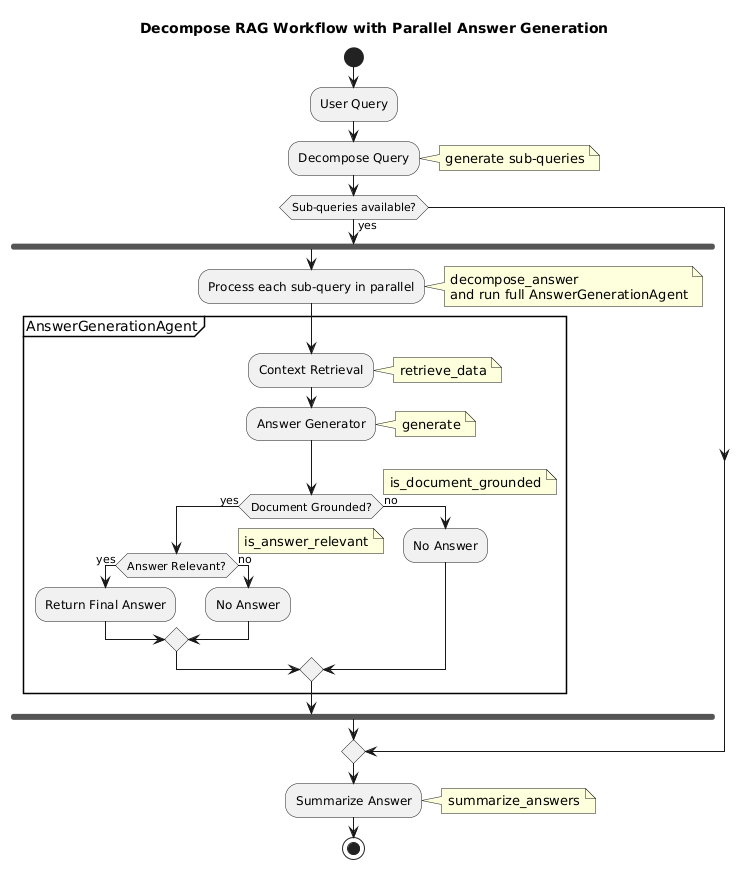 Decompose RAG Workflow with Parallel Answer Generation
User Query
Decompose Query
generate sub-queries
Sub-queries available?
yes
Process each sub-query in parallel
decompose_answer
and run full AnswerGenerationAgent
AnswerGenerationAgent
Context Retrieval
retrieve_data
Answer Generator
generate
is_document_grounded
yes
Document Grounded?
no
is_answer_relevant
No Answer
yes
Answer Relevant?
no
Return Final Answer
No Answer
Summarize Answer
summarize_answers